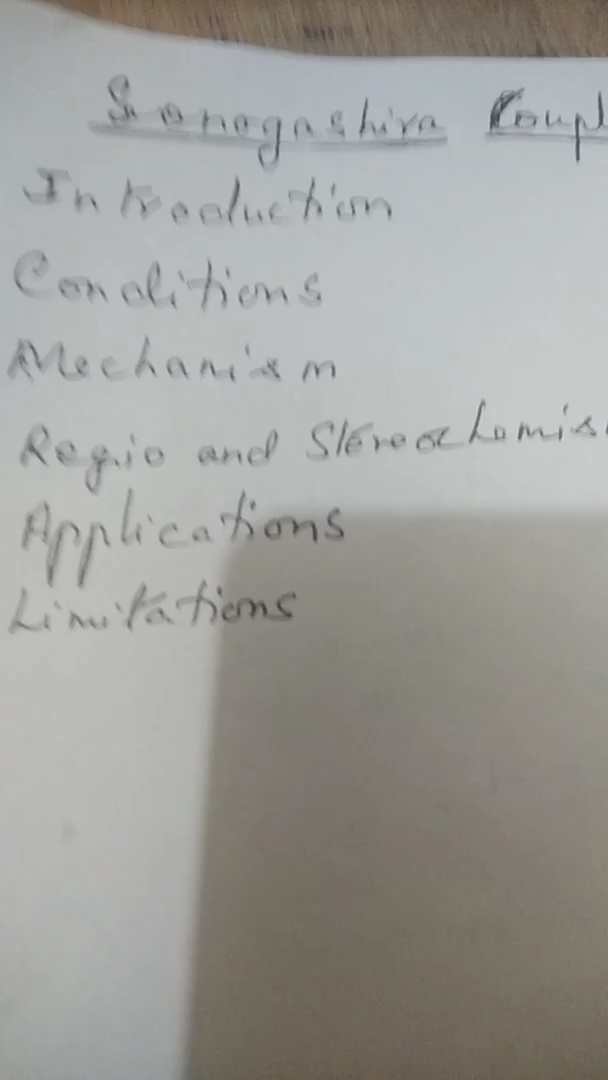 Sonogashira Coupl
Introduction
Conditions
Mechanism
Regio and Stereochemis
Applications
Limitations